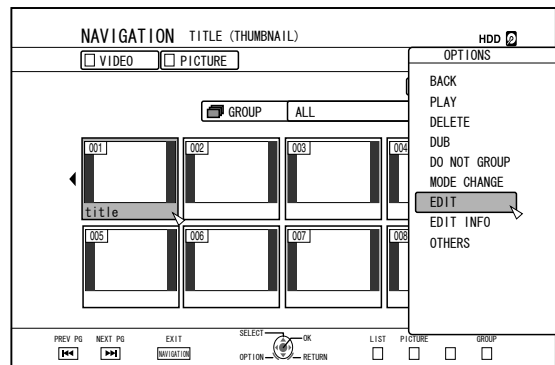 NAVIGATION TITLE (THUMBNAIL)
HDD
VIDEO PICTURE
OPTIONS
BACK
PLAY
DELETE
DUB
DO NOT GROUP
MODE CHANGE
EDIT
EDIT INFO
OTHERS
GROUP ALL
001 002 003 004
title
005 006 007 008
PREV PG NEXT PG EXIT SELECT OK LIST PICTURE GROUP
NAVIGATION OPTION RETURN